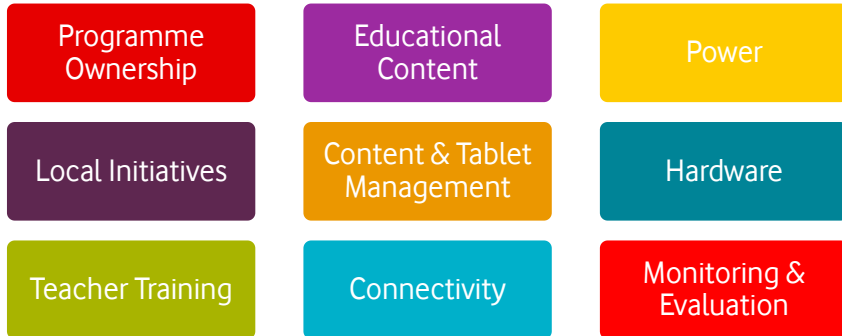 Programme
Ownership
Educational
Content
Power
Local Initiatives
Content & Tablet
Management
Hardware
Teacher Training
Connectivity
Monitoring &
Evaluation